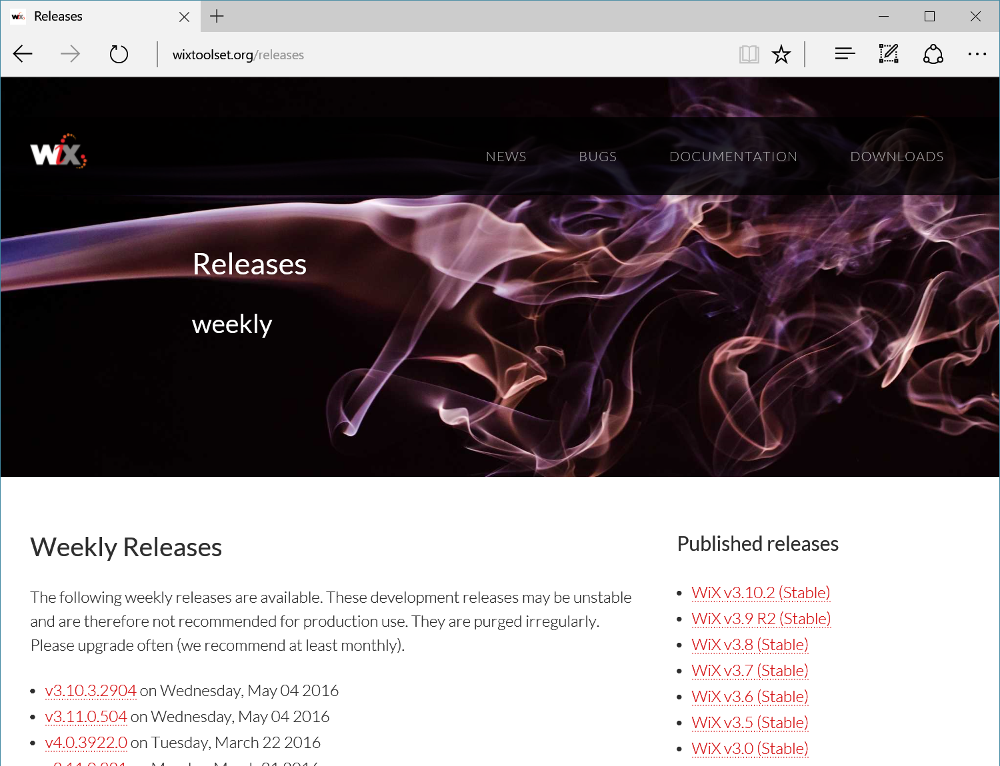 WiX Releases
wixtoolset.org/releases
WiX
NEWS BUGS DOCUMENTATION DOWNLOADS
Releases
weekly
Weekly Releases
The following weekly releases are available. These development releases may be unstable
and are therefore not recommended for production use. They are purged irregularly.
Please upgrade often (we recommend at least monthly).
• v3.10.3.2904 on Wednesday, May 04 2016
• v3.11.0.504 on Wednesday, May 04 2016
• v4.0.3922.0 on Tuesday, March 22 2016
Published releases
• WiX v3.10.2 (Stable)
• WiX v3.9 R2 (Stable)
• WiX v3.8 (Stable)
• WiX v3.7 (Stable)
• WiX v3.6 (Stable)
• WiX v3.5 (Stable)
• WiX v3.0 (Stable)